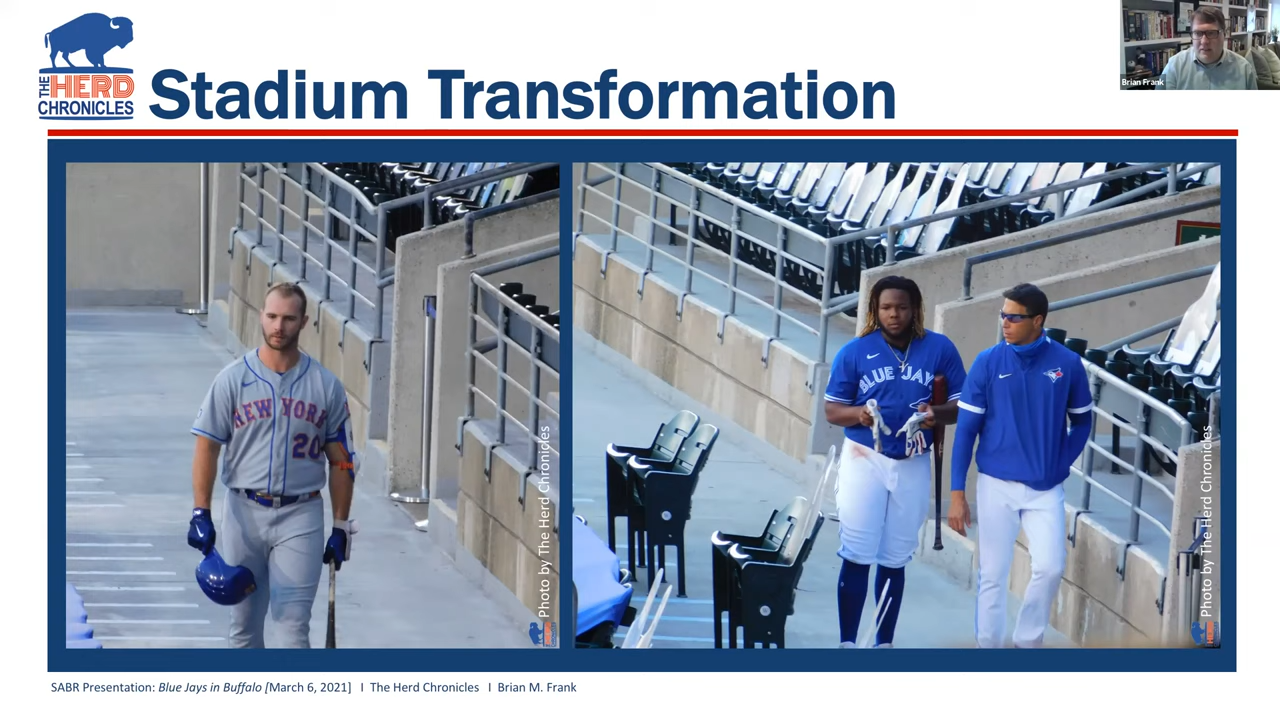 THE HERD
CHRONICLES
Stadium Transformation
Brian Frank
NEW YORK
20
Photo by The Herd Chronicles
BLUE JAYS
Photo by The Herd Chronicles
SABR Presentation: Blue Jays in Buffalo [March 6, 2021] I The Herd Chronicles I Brian M. Frank